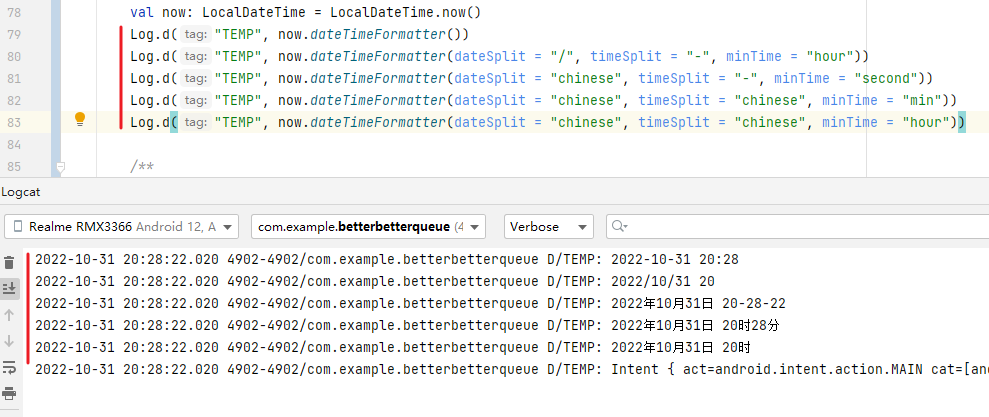 78 val now: LocalDateTime = LocalDateTime.now()
79 Log.d( tag: "TEMP", now.dateTimeFormatter())
80 Log.d( tag: "TEMP", now.dateTimeFormatter(dateSplit = "/", timeSplit = "-", minTime = "hour"))
81 Log.d( tag: "TEMP", now.dateTimeFormatter(dateSplit = "chinese", timeSplit = "-", minTime = "second"))
82 Log.d( tag: "TEMP", now.dateTimeFormatter(dateSplit = "chinese", timeSplit = "chinese", minTime = "min"))
83 Log.d( tag: "TEMP", now.dateTimeFormatter(dateSplit = "chinese", timeSplit = "chinese", minTime = "hour"))
84
85 /**
Logcat
Realme RMX3366 Android 12, A com.example.betterbetterqueue (4 Verbose
2022-10-31 20:28:22.020 4902-4902/com.example.betterbetterqueue D/TEMP: 2022-10-31 20:28
2022-10-31 20:28:22.020 4902-4902/com.example.betterbetterqueue D/TEMP: 2022/10/31 20
2022-10-31 20:28:22.020 4902-4902/com.example.betterbetterqueue D/TEMP: 2022年10月31日 20-28-22
2022-10-31 20:28:22.020 4902-4902/com.example.betterbetterqueue D/TEMP: 2022年10月31日 20时28分
2022-10-31 20:28:22.020 4902-4902/com.example.betterbetterqueue D/TEMP: 2022年10月31日 20时
2022-10-31 20:28:22.020 4902-4902/com.example.betterbetterqueue D/TEMP: Intent { act=android.intent.action.MAIN cat=[an